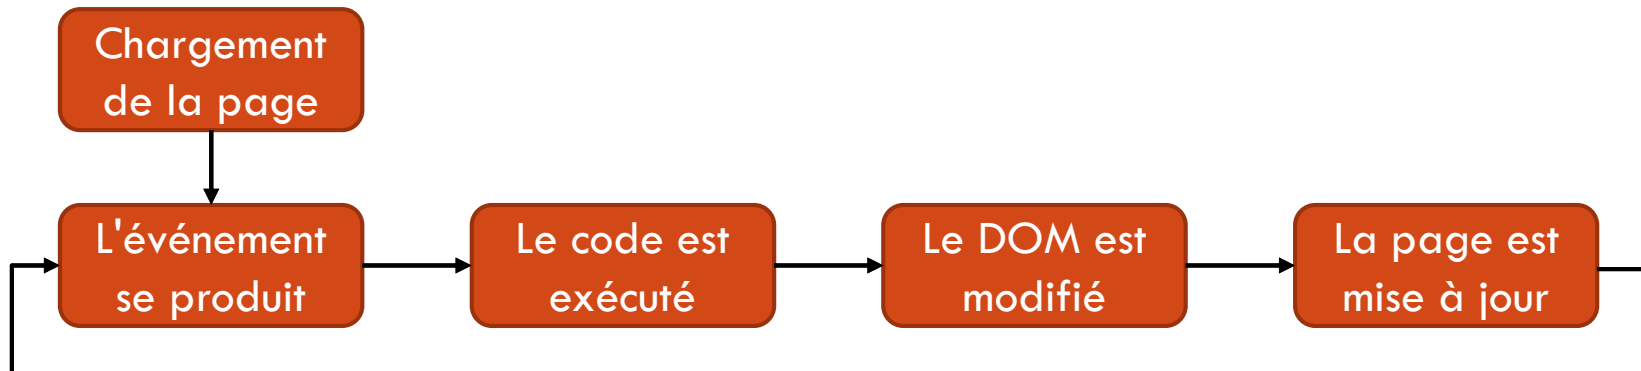 Chargement
de la page
L'événement
se produit
Le code est
exécuté
Le DOM est
modifié
La page est
mise à jour